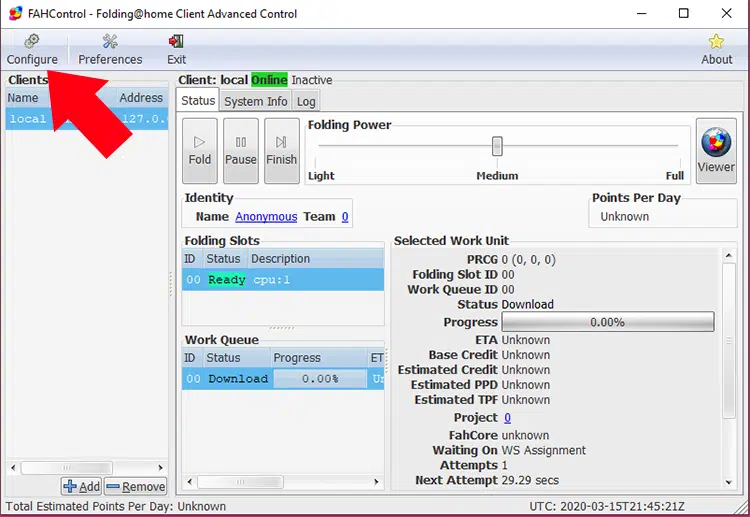 FAHControl - Folding@home Client Advanced Control
Configure Preferences Exit About
Clients
Name Address
local 127.0.
Client: local Online Inactive
Status System Info Log
Fold Pause Finish
Folding Power
Light Medium Full
Viewer
Identity
Name Anonymous Team 0
Points Per Day
Unknown
Folding Slots
ID Status Description
00 Ready cpu:1
Work Queue
ID Status Progress ET
00 Download 0.00% Un
Selected Work Unit
PRCG 0 (0, 0, 0)
Folding Slot ID 00
Work Queue ID 00
Status Download
Progress 0.00%
ETA Unknown
Base Credit Unknown
Estimated Credit Unknown
Estimated PPD Unknown
Estimated TPF Unknown
Project 0
FahCore unknown
Waiting On WS Assignment
Attempts 1
Next Attempt 29.29 secs
Add Remove
Total Estimated Points Per Day: Unknown UTC: 2020-03-15T21:45:21Z